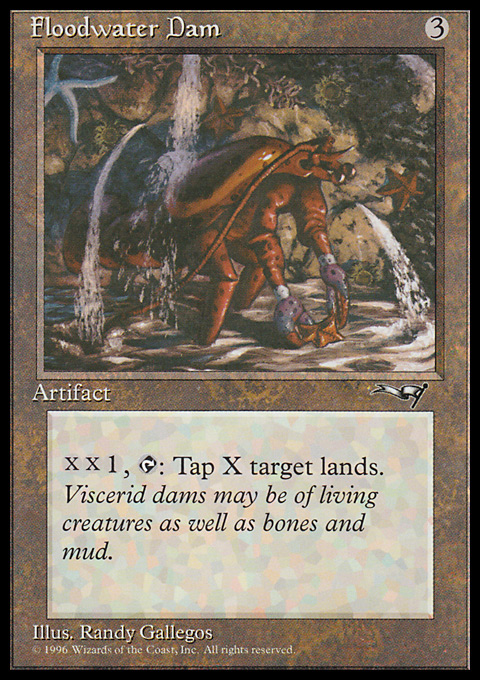 Floodwater Dam 3
Artifact
X X 1, T: Tap X target lands.
Viscerid dams may be of living
creatures as well as bones and
mud.
Illus. Randy Gallegos
© 1996 Wizards of the Coast, Inc. All rights reserved.